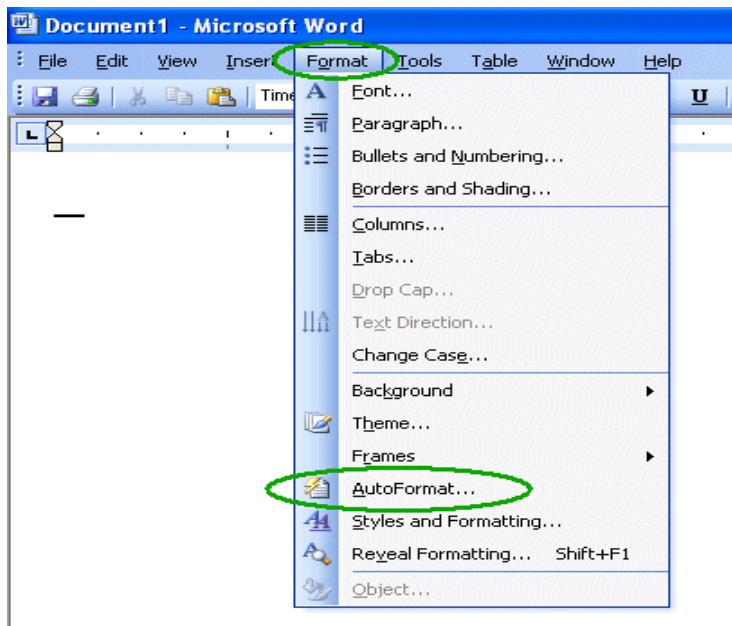 Document1 - Microsoft Word
File Edit View Inser Format Tools Table Window Help
Time U
Font...
Paragraph...
Bullets and Numbering...
Borders and Shading...
Columns...
Tabs...
Drop Cap...
Text Direction...
Change Case...
Background
Theme...
Frames
AutoFormat...
Styles and Formatting...
Reveal Formatting... Shift+F1
Object...